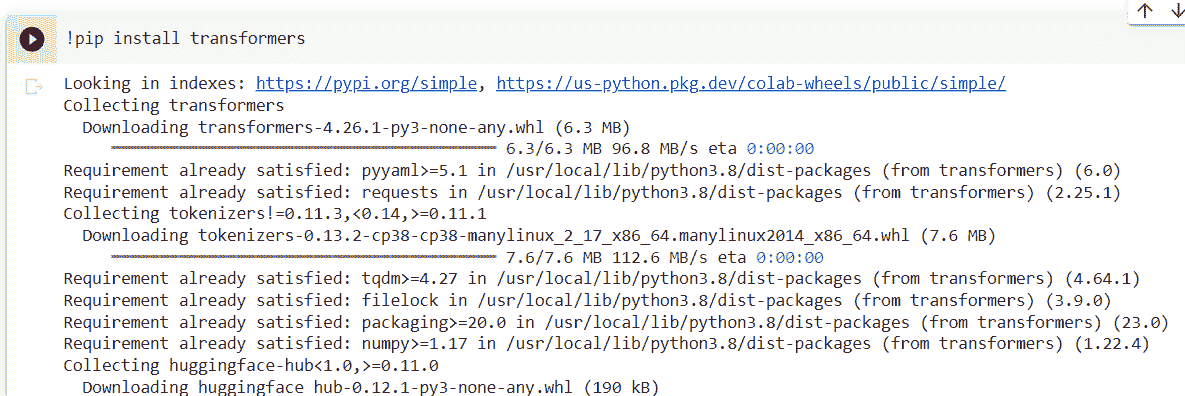 !pip install transformers
Looking in indexes: https://pypi.org/simple, https://us-python.pkg.dev/colab-wheels/public/simple/
Collecting transformers
Downloading transformers-4.26.1-py3-none-any.whl (6.3 MB)
6.3/6.3 MB 96.8 MB/s eta 0:00:00
Requirement already satisfied: pyyaml>=5.1 in /usr/local/lib/python3.8/dist-packages (from transformers) (6.0)
Requirement already satisfied: requests in /usr/local/lib/python3.8/dist-packages (from transformers) (2.25.1)
Collecting tokenizers!=0.11.3,<0.14,>=0.11.1
Downloading tokenizers-0.13.2-cp38-cp38-manylinux_2_17_x86_64.manylinux2014_x86_64.whl (7.6 MB)
7.6/7.6 MB 112.6 MB/s eta 0:00:00
Requirement already satisfied: tqdm>=4.27 in /usr/local/lib/python3.8/dist-packages (from transformers) (4.64.1)
Requirement already satisfied: filelock in /usr/local/lib/python3.8/dist-packages (from transformers) (3.9.0)
Requirement already satisfied: packaging>=20.0 in /usr/local/lib/python3.8/dist-packages (from transformers) (23.0)
Requirement already satisfied: numpy>=1.17 in /usr/local/lib/python3.8/dist-packages (from transformers) (1.22.4)
Collecting huggingface-hub<1.0,>=0.11.0
Downloading huggingface_hub-0.12.1-py3-none-any.whl (190 kB)